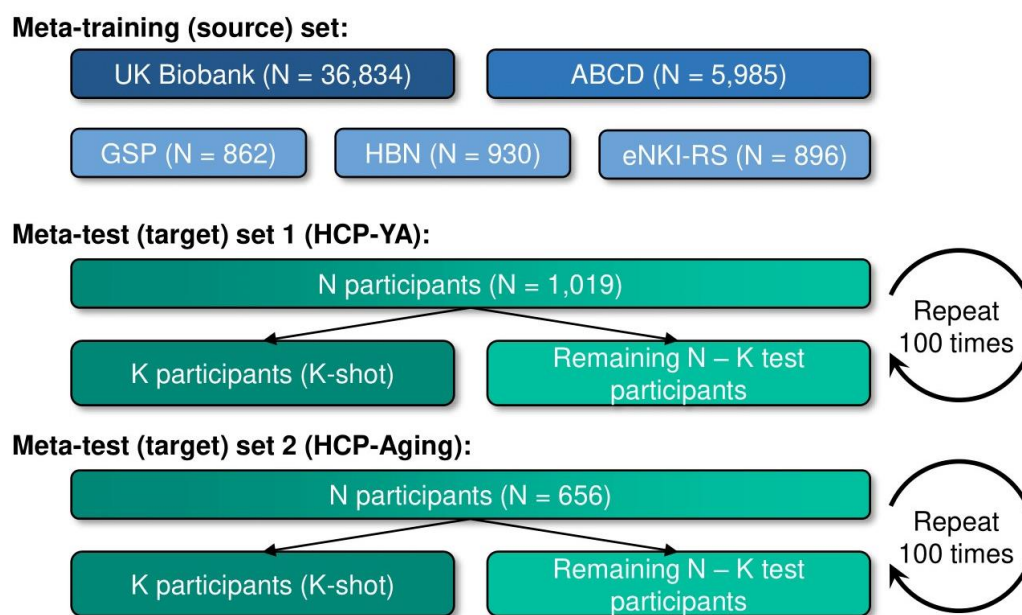 Meta-training (source) set:
UK Biobank (N = 36,834)
ABCD (N = 5,985)
GSP (N = 862)
HBN (N = 930)
eNKI-RS (N = 896)
Meta-test (target) set 1 (HCP-YA):
N participants (N = 1,019)
K participants (K-shot)
Remaining N – K test
participants
Repeat
100 times
Meta-test (target) set 2 (HCP-Aging):
N participants (N = 656)
K participants (K-shot)
Remaining N – K test
participants
Repeat
100 times